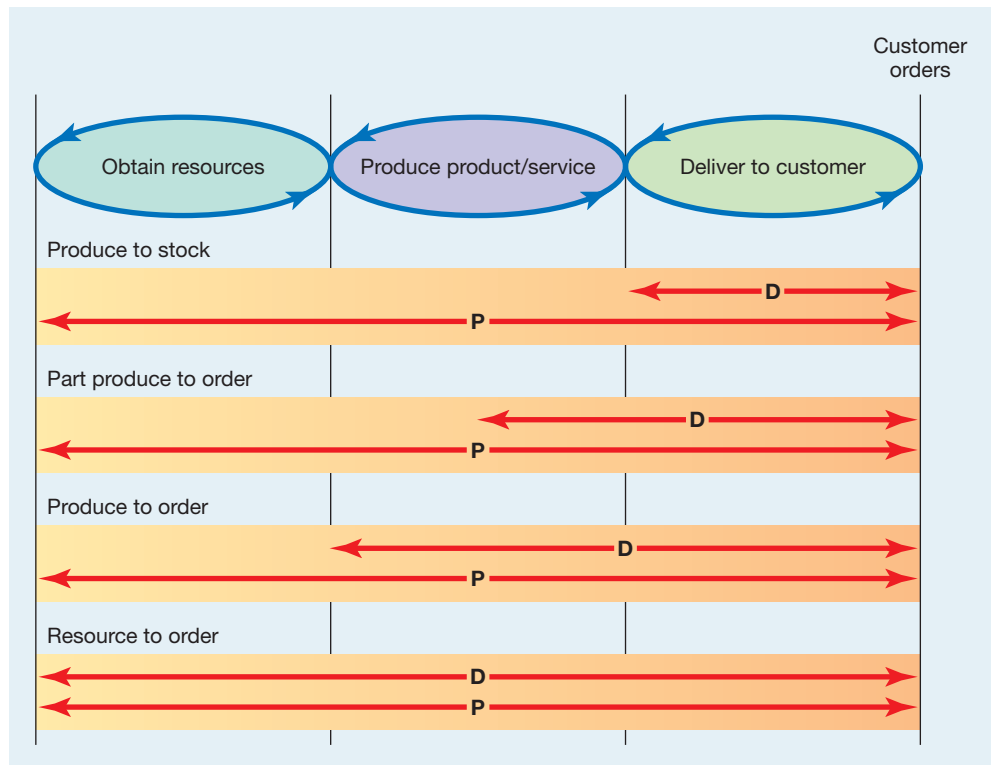 Customer
orders
Obtain resources
Produce product/service
Deliver to customer
Produce to stock
D
P
Part produce to order
D
P
Produce to order
D
P
Resource to order
D
P